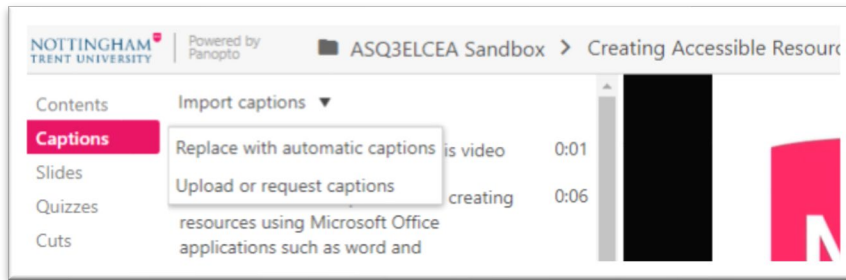 NOTTINGHAM
TRENT UNIVERSITY
Powered by
Panopto
ASQ3ELCEA Sandbox > Creating Accessible
Contents
Import captions ▼
Captions
Replace with automatic captions
is video
0:01
Slides
Upload or request captions
creating
0:06
Quizzes
resources using Microsoft Office
Cuts
applications such as word and